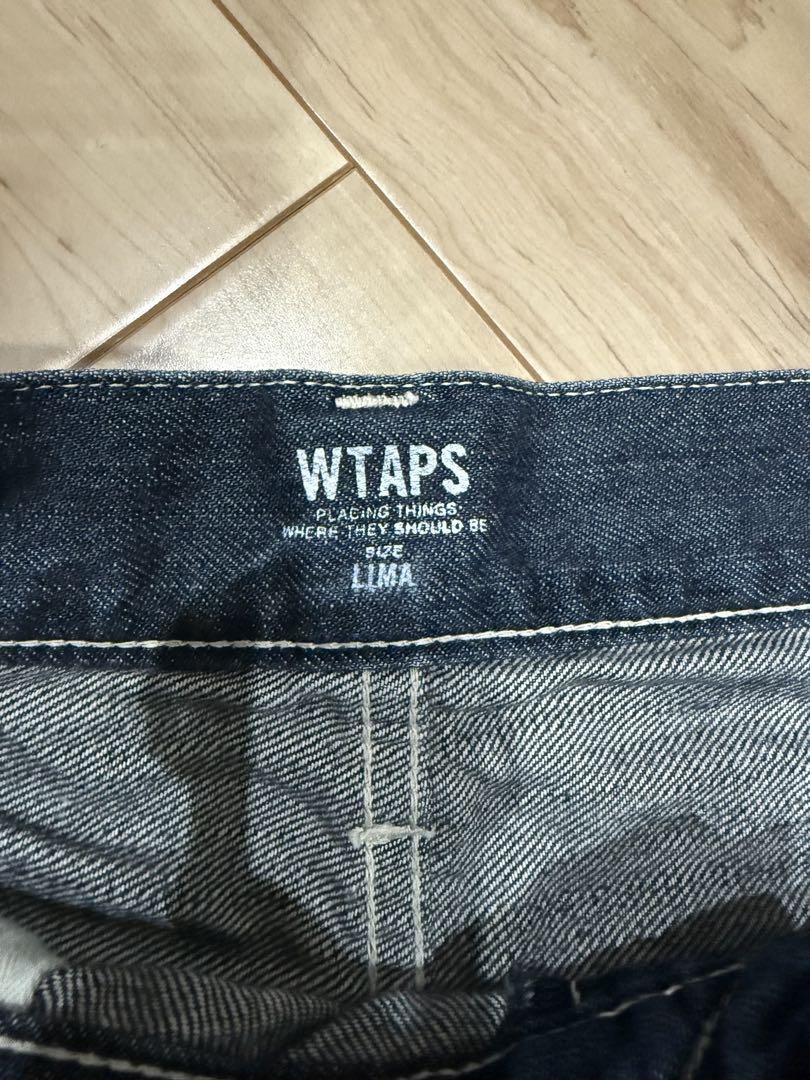 WTAPS
PLACING THINGS
WHERE THEY SHOULD BE
SIZE
LIMA